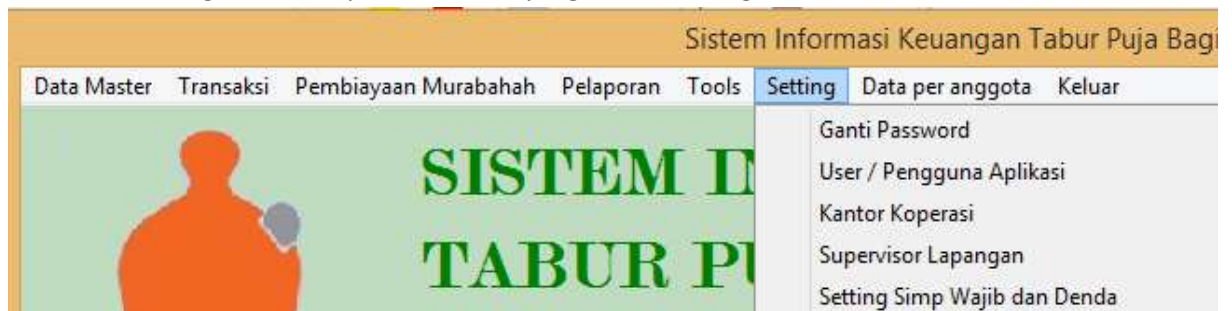 Sistem Informasi Keuangan Tabur Puja Bagi
Data Master Transaksi Pembiayaan Murabahah Pelaporan Tools Setting Data per anggota Keluar
Ganti Password
User / Pengguna Aplikasi
Kantor Koperasi
Supervisor Lapangan
Setting Simp Wajib dan Denda
SISTEM IN
TABUR PU